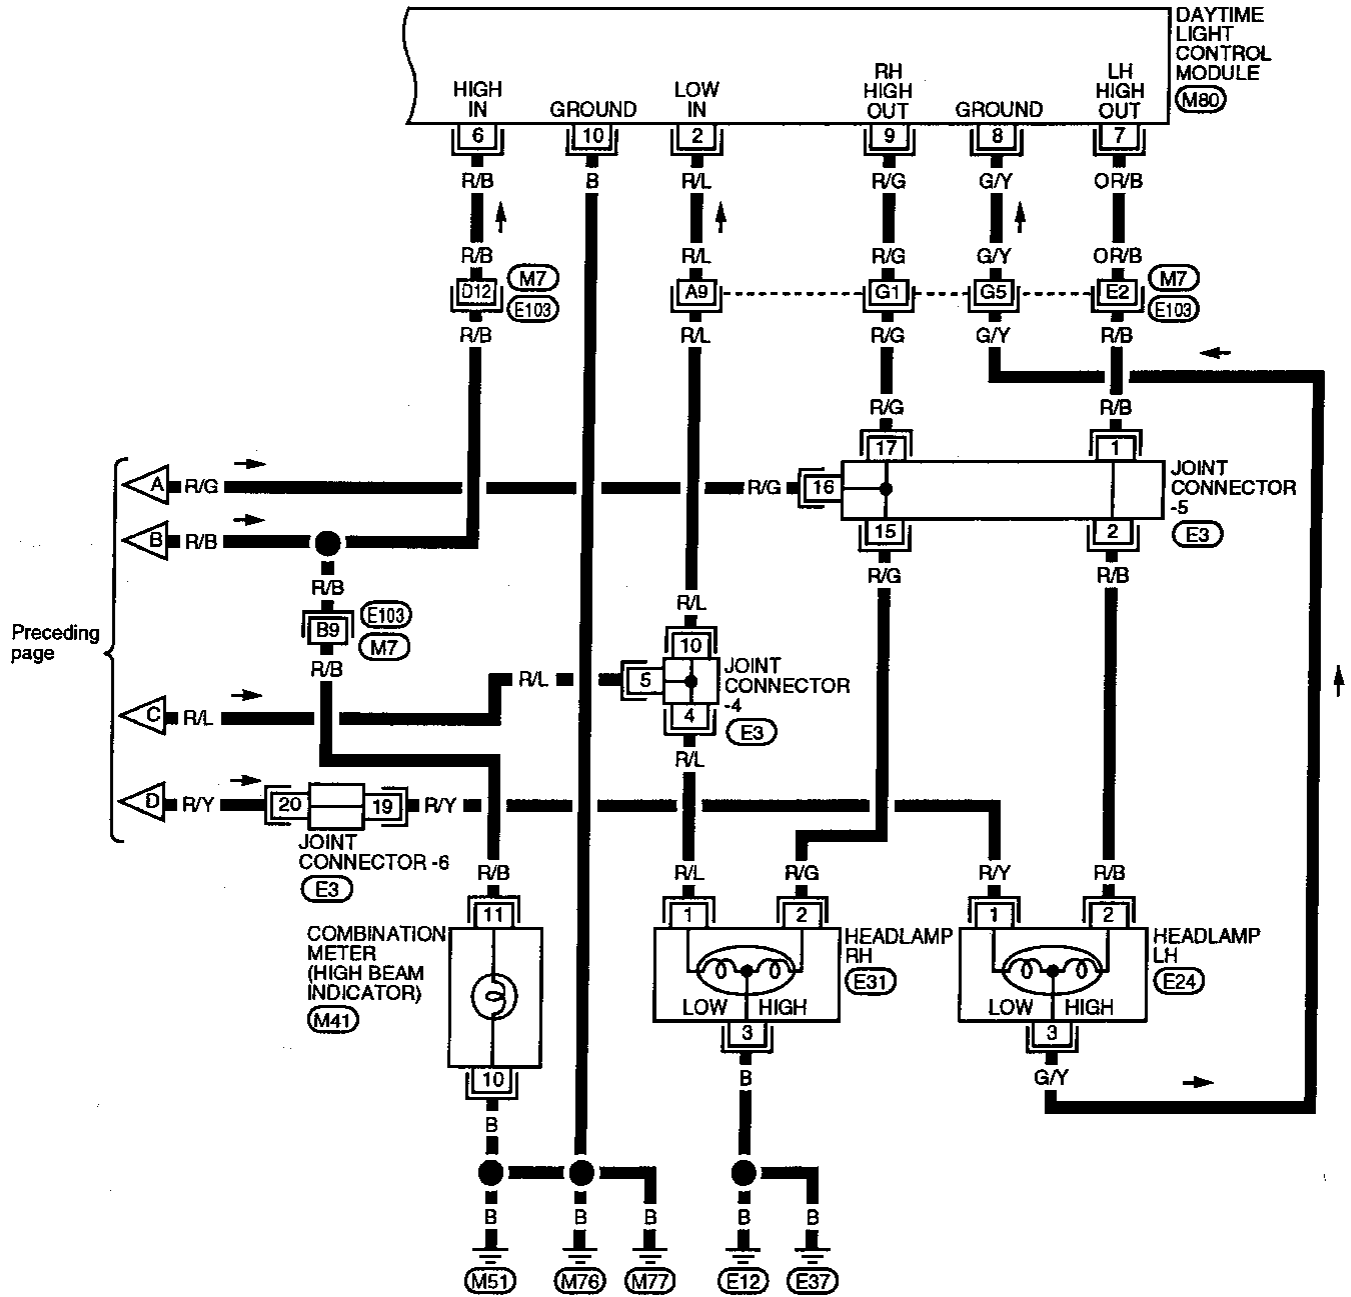 DAYTIME
LIGHT
CONTROL
MODULE
M80
HIGH
IN
GROUND
LOW
IN
RH
HIGH
OUT
GROUND
LH
HIGH
OUT
6
10
2
9
8
7
R/B
B
R/L
R/G
G/Y
OR/B
R/B
R/L
R/G
G/Y
OR/B
D12
M7
E103
A9
G1
G5
E2
M7
E103
R/B
R/L
R/G
G/Y
R/B
R/G
R/B
17
1
A
R/G
R/G
16
JOINT
CONNECTOR
-5
E3
B
R/B
15
2
R/B
R/G
R/B
R/L
B9
E103
M7
Preceding
page
10
R/B
R/L
5
JOINT
CONNECTOR
-4
E3
C
R/L
4
R/L
D
R/Y
20
19
R/Y
JOINT
CONNECTOR -6
E3
R/B
R/L
R/G
R/Y
R/B
11
1
2
1
2
COMBINATION
METER
(HIGH BEAM
INDICATOR)
M41
HEADLAMP
RH
E31
HEADLAMP
LH
E24
LOW
HIGH
LOW
HIGH
3
3
10
B
G/Y
B
B
B
B
B
B
M51
M76
M77
E12
E37